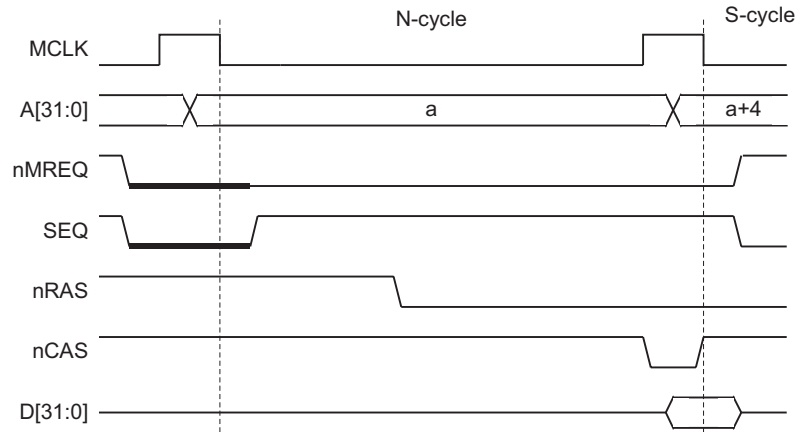 N-cycle
S-cycle
MCLK
A[31:0]
a
a+4
nMREQ
SEQ
nRAS
nCAS
D[31:0]